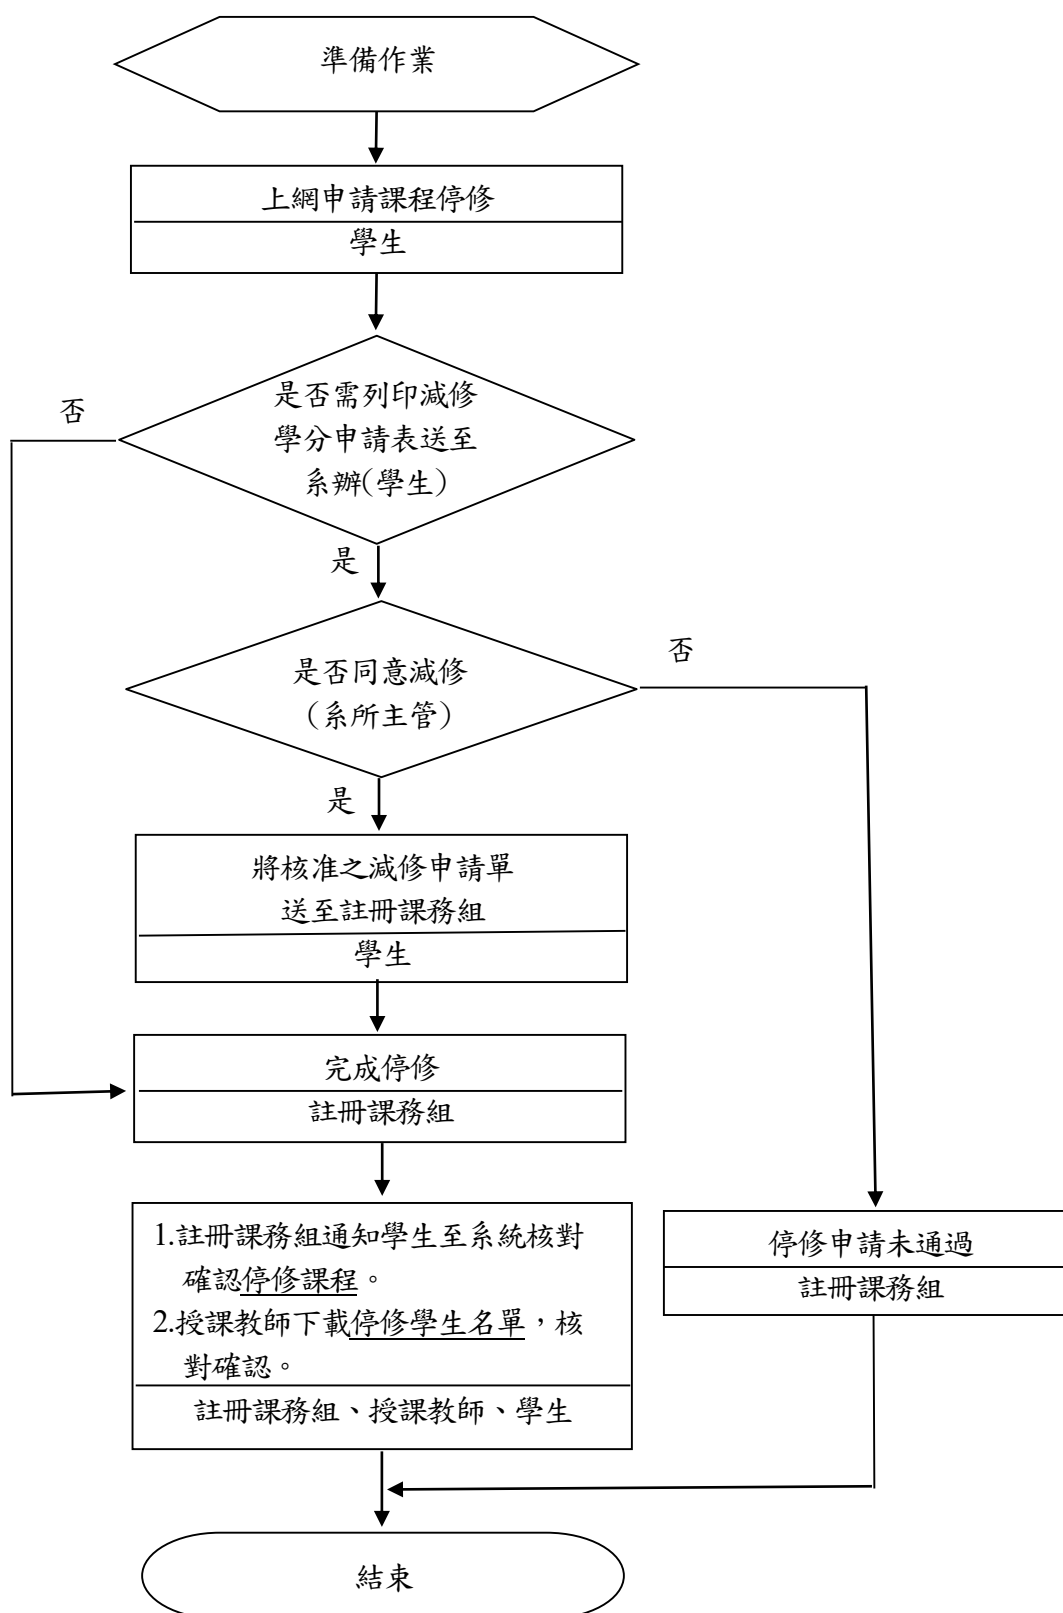 準備作業
上網申請課程停修
學生
是否需列印減修
學分申請表送至
系辦(學生)
否
是
是否同意減修
(系所主管)
否
是
將核准之減修申請單
送至註冊課務組
學生
完成停修
註冊課務組
1.註冊課務組通知學生至系統核對
確認停修課程。
2.授課教師下載停修學生名單，核
對確認。
註冊課務組、授課教師、學生
停修申請未通過
註冊課務組
結束